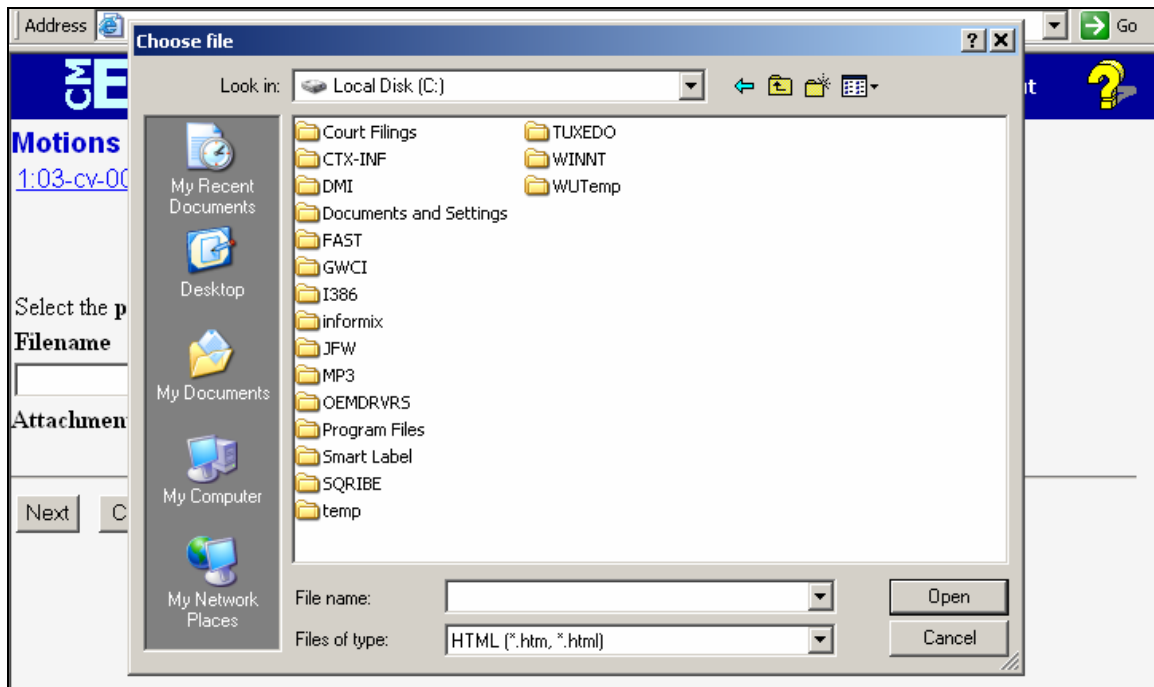 Address Go
Choose file
Look in: Local Disk (C:)
CM
E
t
Motions
1:03-cv-00
My Recent
Documents
Desktop
My Documents
My Computer
My Network
Places
Court Filings
CTX-INF
DMI
Documents and Settings
FAST
GWCI
I386
informix
JFW
MP3
OEMDRVRS
Program Files
Smart Label
SQRIBE
temp
TUXEDO
WINNT
WUTemp
Select the p
Filename
Attachmen
Next C
File name: Open
Files of type: HTML (*.htm, *.html) Cancel